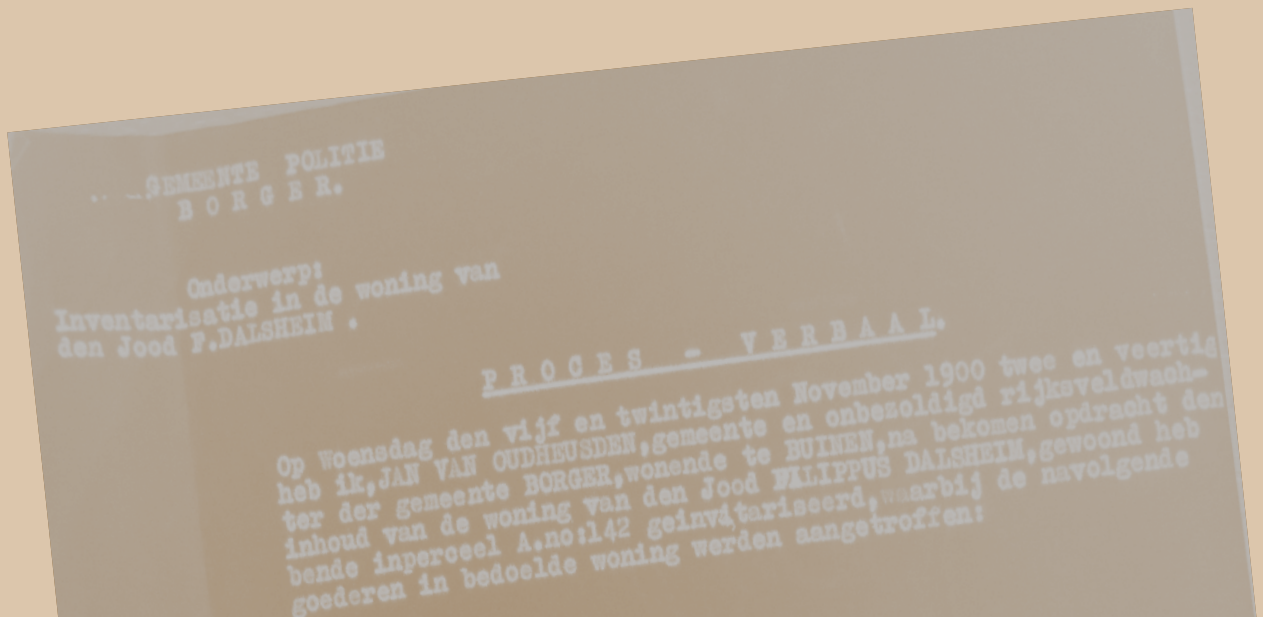 GEMEENTE POLITIE
B O R G E R.
Onderwerp:
Inventarisatie in de woning van
den Jood F.DALSHEIM .
P R O C E S - V E R B A A L.
Op Woensdag den vijf en twintigsten November 1900 twee en veertig
heb ik,JAN VAN OUDHEUSDEN,gemeente en onbezoldigd rijksveldwach-
ter der gemeente BORGER,wonende te BUINEN,na bekomen opdracht den
inhoud van de woning van den Jood FALIPPUS DALSHEIM,gewoond heb
bende inperceel A.no:142 geinvitariseerd,waarbij de navolgende
goederen in bedoelde woning werden aangetroffen: